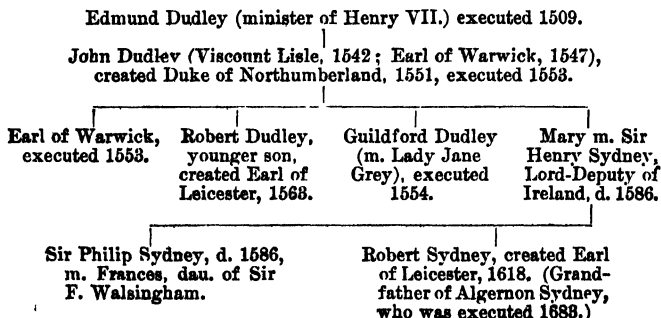 Edmund Dudley (minister of Henry VII.) executed 1509.
John Dudley (Viscount Lisle, 1542; Earl of Warwick, 1547),
created Duke of Northumberland, 1551, executed 1553.
Earl of Warwick,
executed 1553.
Robert Dudley,
younger son,
created Earl of
Leicester, 1563.
Guildford Dudley
(m. Lady Jane
Grey), executed
1554.
Mary m. Sir
Henry Sydney,
Lord-Deputy of
Ireland, d. 1586.
Sir Philip Sydney, d. 1586,
m. Frances, dau. of Sir
F. Walsingham.
Robert Sydney, created Earl
of Leicester, 1618. (Grand-
father of Algernon Sydney,
who was executed 1683.)